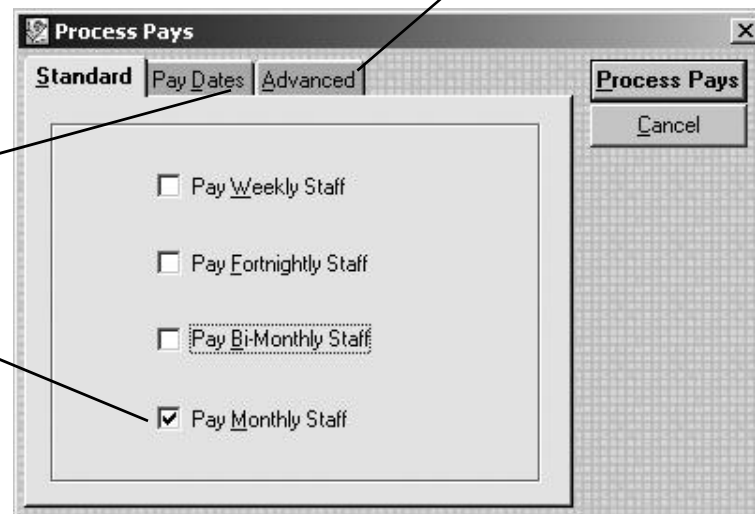 Process Pays
Standard Pay Dates Advanced
Process Pays
Cancel
Pay Weekly Staff
Pay Fortnightly Staff
Pay Bi-Monthly Staff
Pay Monthly Staff